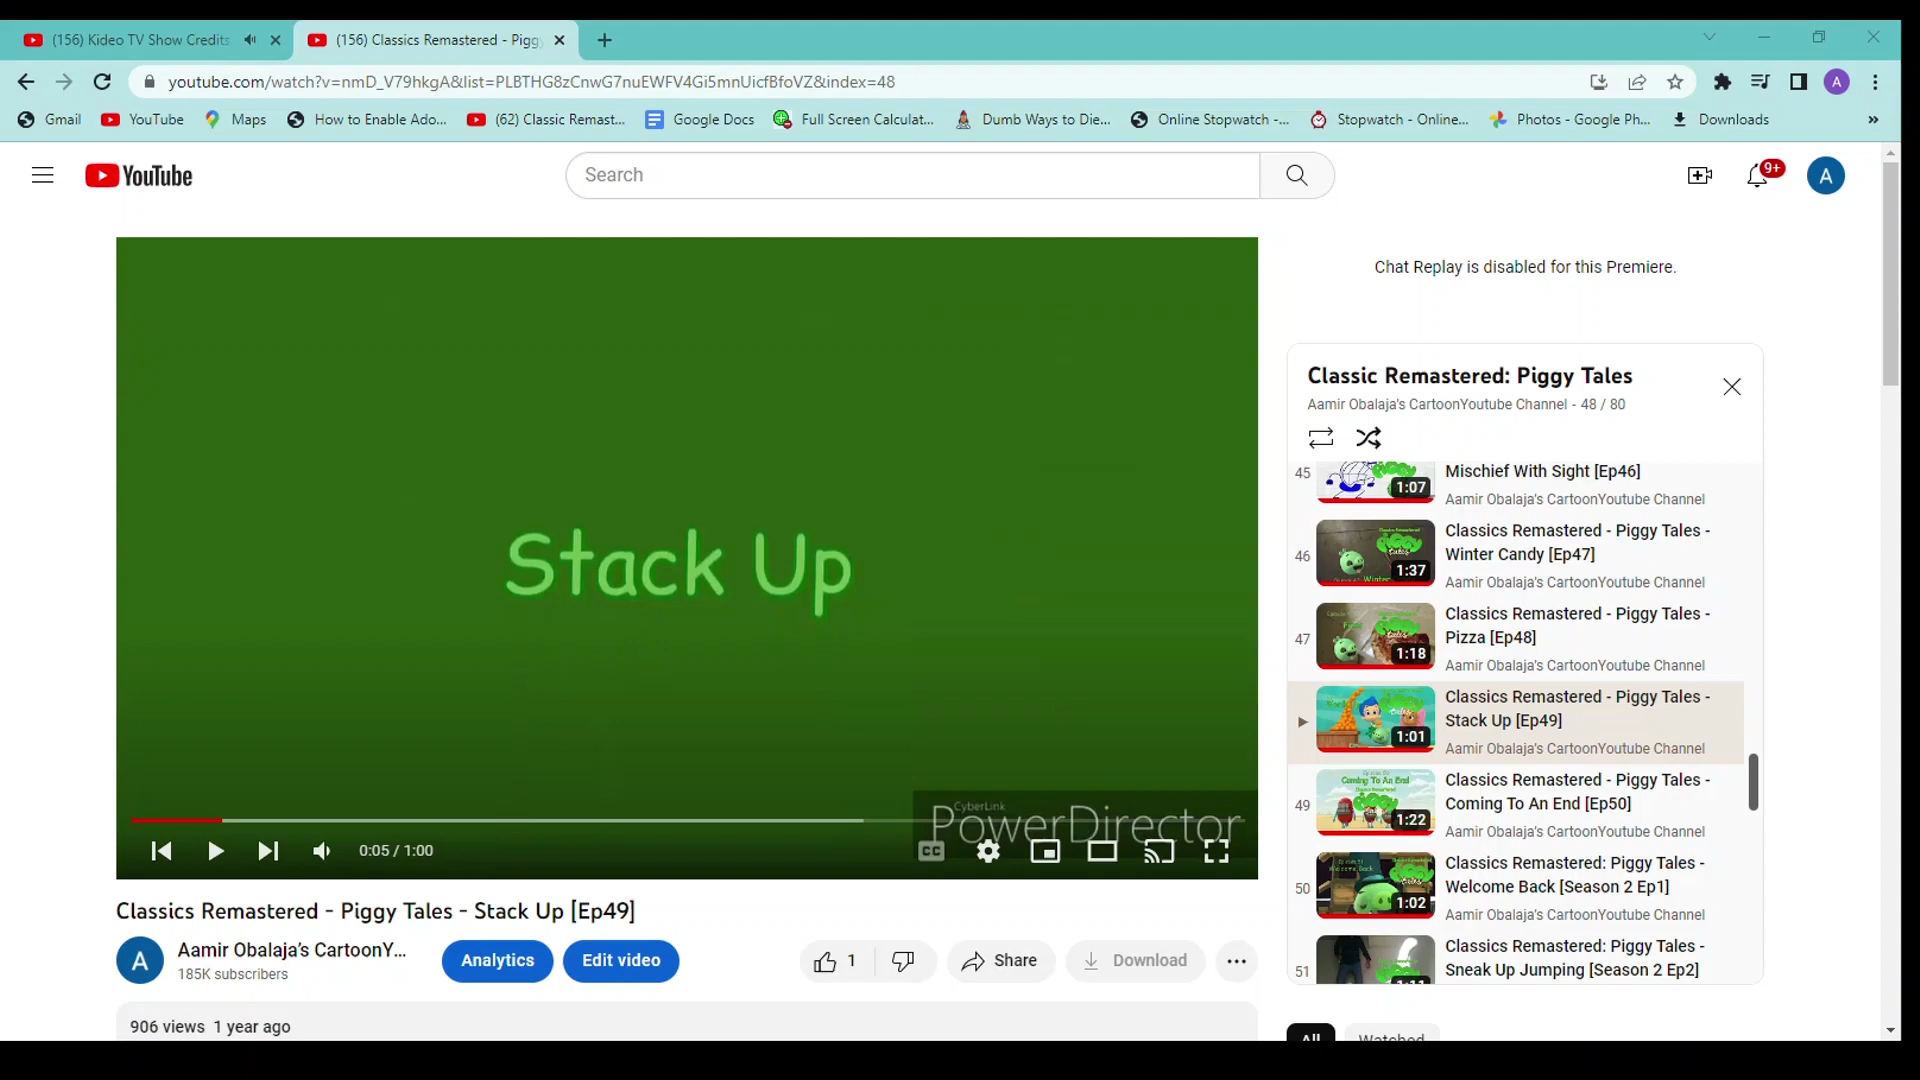 (156) Kideo TV Show Credits
(156) Classics Remastered - Pigg
youtube.com/watch?v=nmD_V79hkgA&list=PLBTHG8zCnwG7nuEWFV4Gi5mnUicfBfoVZ&index=48
A
Gmail YouTube Maps How to Enable Ado... (62) Classic Remast... Google Docs Full Screen Calculat... Dumb Ways to Die... Online Stopwatch -... Stopwatch - Online... Photos - Google Ph... Downloads »
YouTube
Search
9+
A
Stack Up
CyberLink
PowerDirector
0:05 / 1:00
CC
Classics Remastered - Piggy Tales - Stack Up [Ep49]
A
Aamir Obalaja's CartoonY...
185K subscribers
Analytics
Edit video
1
Share
Download
906 views 1 year ago
Chat Replay is disabled for this Premiere.
Classic Remastered: Piggy Tales
Aamir Obalaja's CartoonYoutube Channel - 48 / 80
45
1:07
Mischief With Sight [Ep46]
Aamir Obalaja's CartoonYoutube Channel
46
1:37
Classics Remastered - Piggy Tales -
Winter Candy [Ep47]
Aamir Obalaja's CartoonYoutube Channel
47
1:18
Classics Remastered - Piggy Tales -
Pizza [Ep48]
Aamir Obalaja's CartoonYoutube Channel
1:01
Classics Remastered - Piggy Tales -
Stack Up [Ep49]
Aamir Obalaja's CartoonYoutube Channel
49
Coming To An End
1:22
Classics Remastered - Piggy Tales -
Coming To An End [Ep50]
Aamir Obalaja's CartoonYoutube Channel
50
1:02
Classics Remastered: Piggy Tales -
Welcome Back [Season 2 Ep1]
Aamir Obalaja's CartoonYoutube Channel
51
1:11
Classics Remastered: Piggy Tales -
Sneak Up Jumping [Season 2 Ep2]
All
Watched